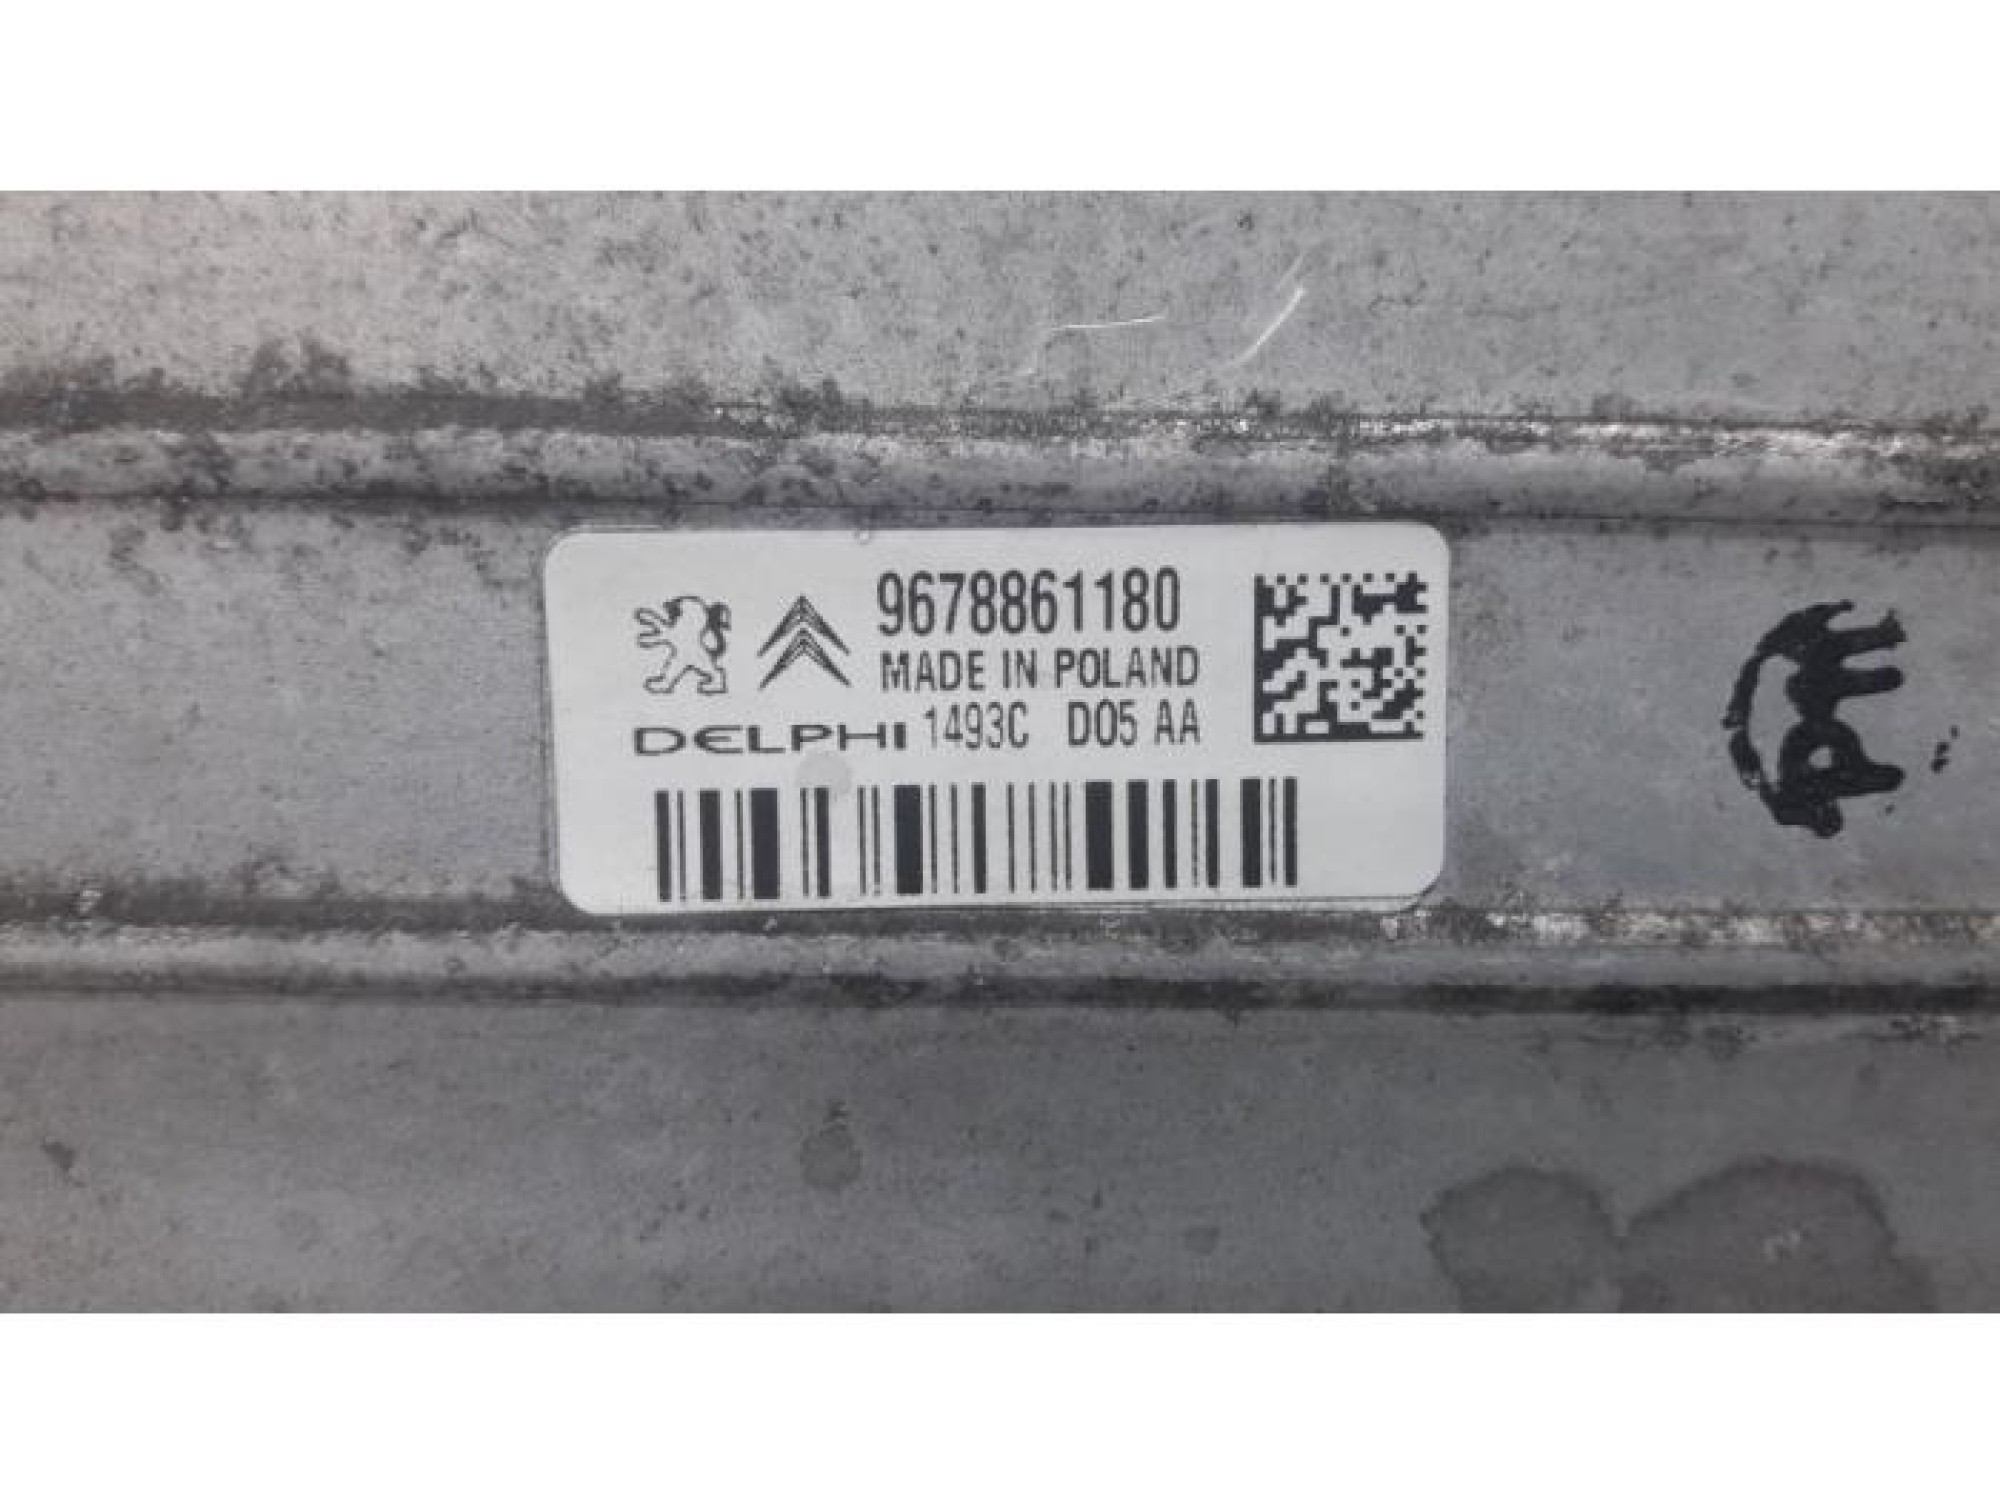 9678861180
MADE IN POLAND
DELPHI 1493C D05 AA